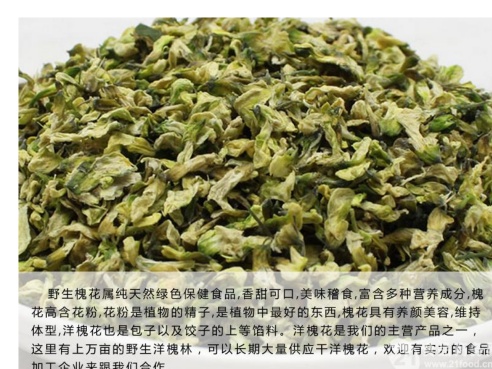 野生槐花属纯天然绿色保健食品,香甜可口,美味稽食,富含多种营养成分,槐
花高含花粉,花粉是植物的精子,是植物中最好的东西,槐花具有养颜美容,维持
体型,洋槐花也是包子以及饺子的上等馅料。洋槐花是我们的主营产品之一，
这里有上万亩的野生洋槐林，可以长期大量供应干洋槐花，欢迎有实力的食品
加工企业来跟我们合作
www.21food.cn